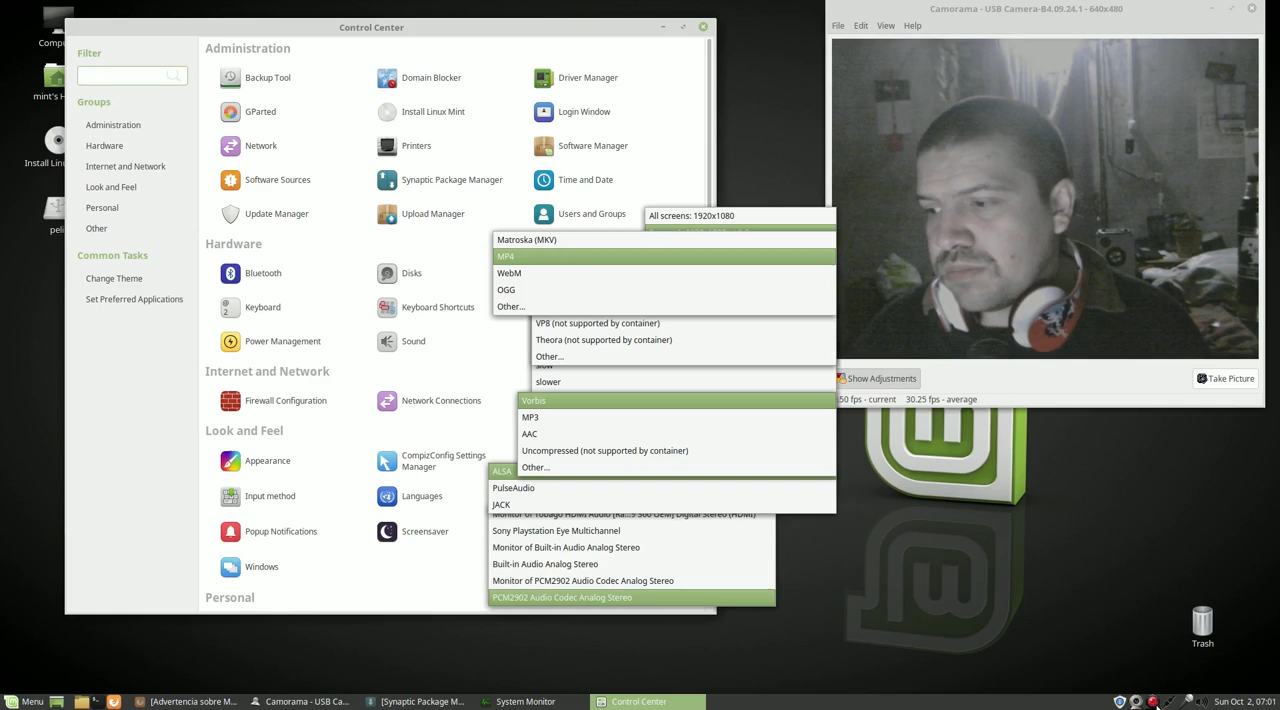 Control Center
Camorama - USB Camera-B4.09.24.1 - 640x480
File Edit View Help
mint's H
Install Lin
peli
Filter
Groups
Administration
Hardware
Internet and Network
Look and Feel
Personal
Other
Common Tasks
Change Theme
Set Preferred Applications
Administration
Backup Tool
Domain Blocker
Driver Manager
GParted
Install Linux Mint
Login Window
Network
Printers
Software Manager
Software Sources
Synaptic Package Manager
Time and Date
Update Manager
Upload Manager
Users and Groups
Hardware
Bluetooth
Disks
Keyboard
Keyboard Shortcuts
Power Management
Sound
Internet and Network
Firewall Configuration
Network Connections
Look and Feel
Appearance
CompizConfig Settings
Manager
Input method
Languages
Popup Notifications
Screensaver
Windows
Personal
All screens: 1920x1080
Matroska (MKV)
MP4
WebM
OGG
Other...
VP8 (not supported by container)
Theora (not supported by container)
Other...
slow
slower
Vorbis
MP3
AAC
Uncompressed (not supported by container)
Other...
ALSA
PulseAudio
JACK
Sony Playstation Eye Multichannel
Monitor of Built-in Audio Analog Stereo
Built-in Audio Analog Stereo
Monitor of PCM2902 Audio Codec Analog Stereo
PCM2902 Audio Codec Analog Stereo
Show Adjustments
Take Picture
50 fps - current 30.25 fps - average
Trash
Menu
[Advertencia sobre M...
Camorama - USB Ca...
[Synaptic Package M...
System Monitor
Control Center
Sun Oct 2, 07:01